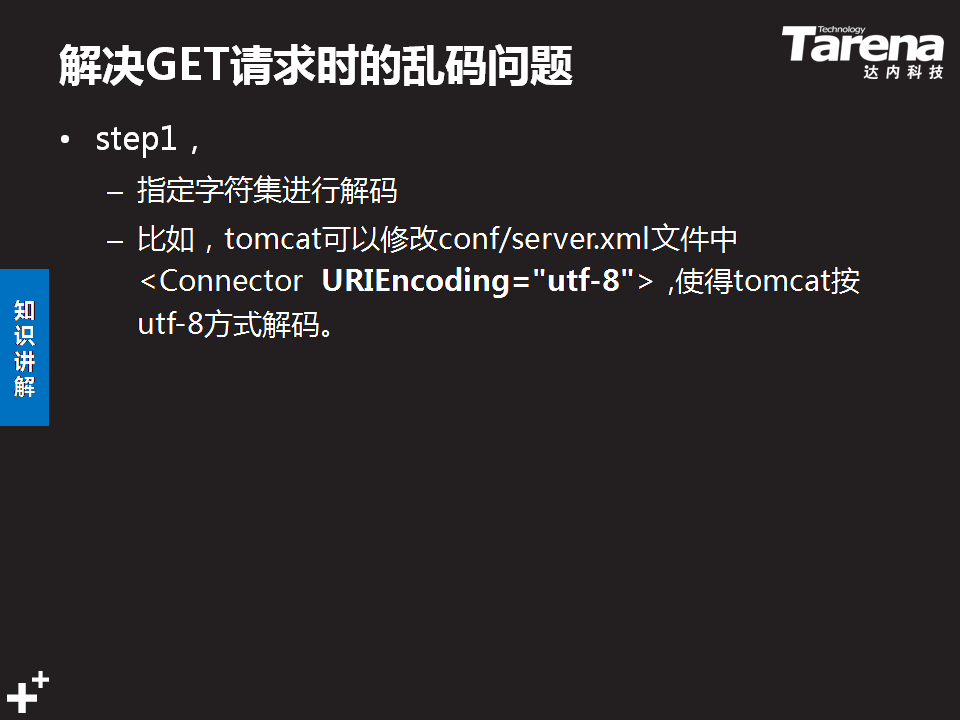 解决GET请求时的乱码问题
Technology
Tarena
达内科技
• step1，
– 指定字符集进行解码
– 比如，tomcat可以修改conf/server.xml文件中
<Connector URIEncoding="utf-8"> ,使得tomcat按
utf-8方式解码。
知识讲解